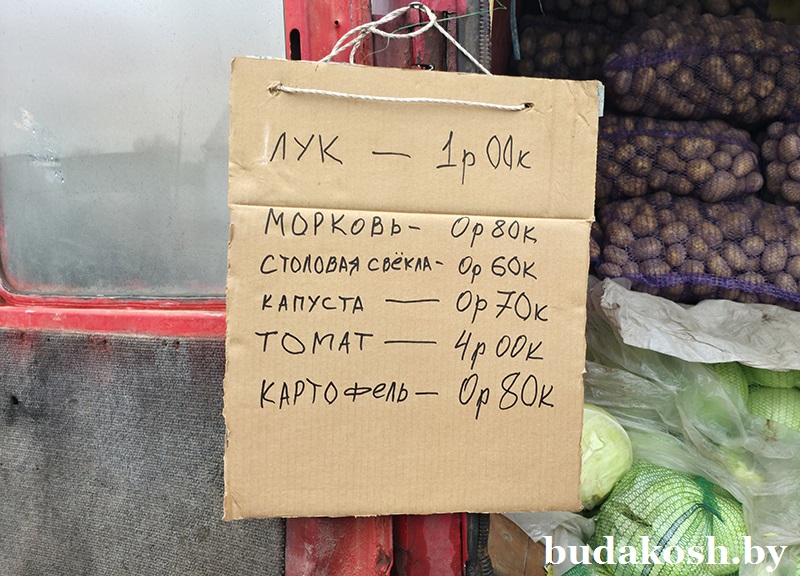 ЛУК — 1р 00к
МОРКОВЬ - 0р 80к
СТОЛОВАЯ СВЁКЛА - 0р 60к
КАПУСТА — 0р 70к
ТОМАТ — 4р 00к
КАРТОФЕЛЬ — 0р 80к
budakosh.by